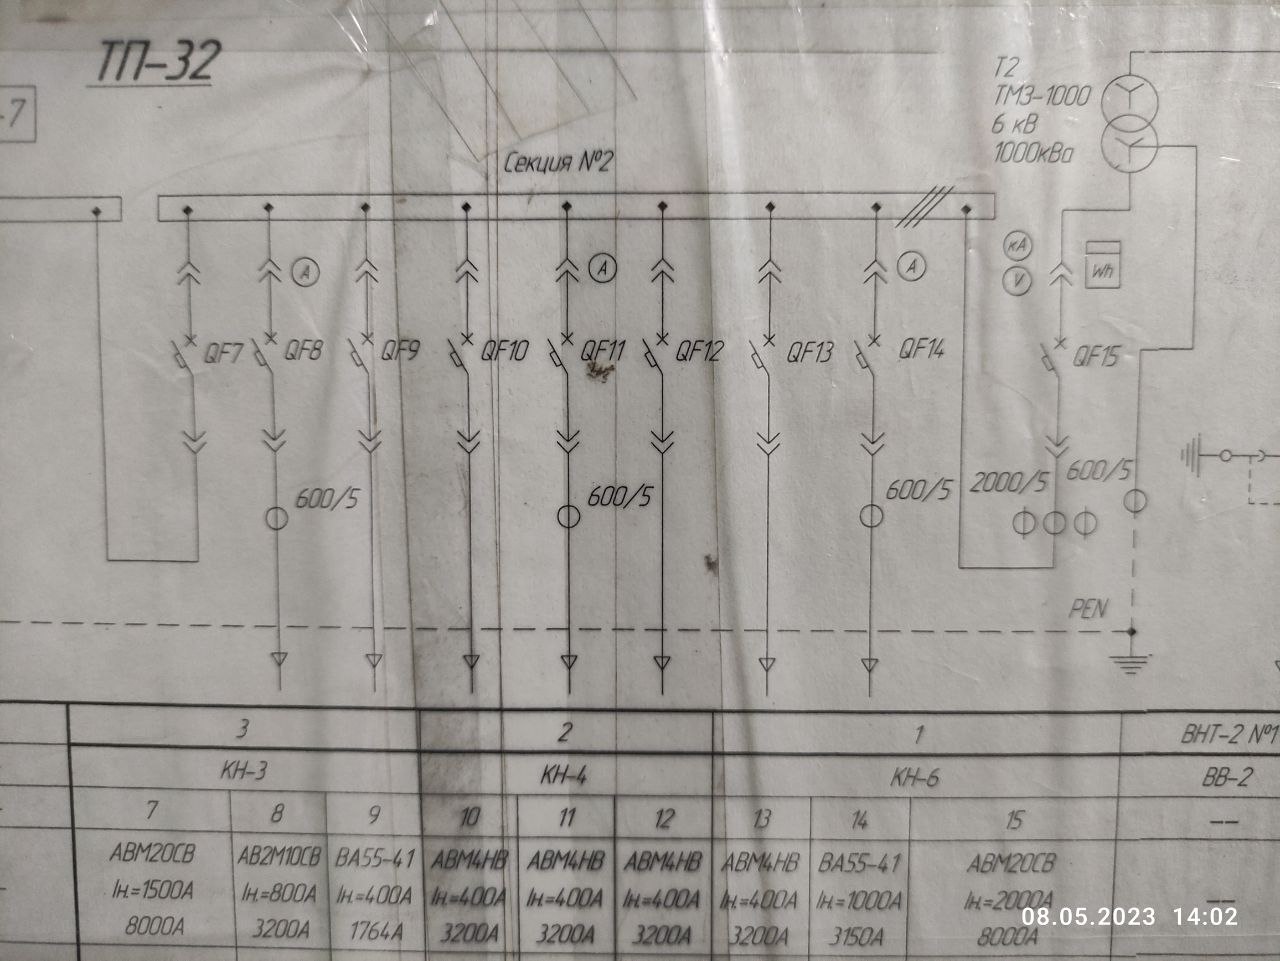 ТП-32
-7
Т2
ТМЗ-1000
6 кВ
1000кВа
Секция №2
А
А
А
кА
V
Wh
QF7
QF8
QF9
QF10
QF11
QF12
QF13
QF14
QF15
600/5
600/5
600/5
2000/5
600/5
PEN
3 2 1 ВНТ-2 №1
КН-3 КН-4 КН-6 ВВ-2
7 8 9 10 11 12 13 14 15 --
АВМ20СВ АВ2М10СВ ВА55-41 АВМ4НВ АВМ4НВ АВМ4НВ АВМ4НВ ВА55-41 АВМ20СВ
Iн.=1500А Iн.=800А Iн.=400А Iн.=400А Iн.=400А Iн.=400А Iн.=400А Iн.=1000А Iн.=2000А --
8000А 3200А 1764А 3200А 3200А 3200А 3200А 3150А 8000А
08.05.2023 14:02